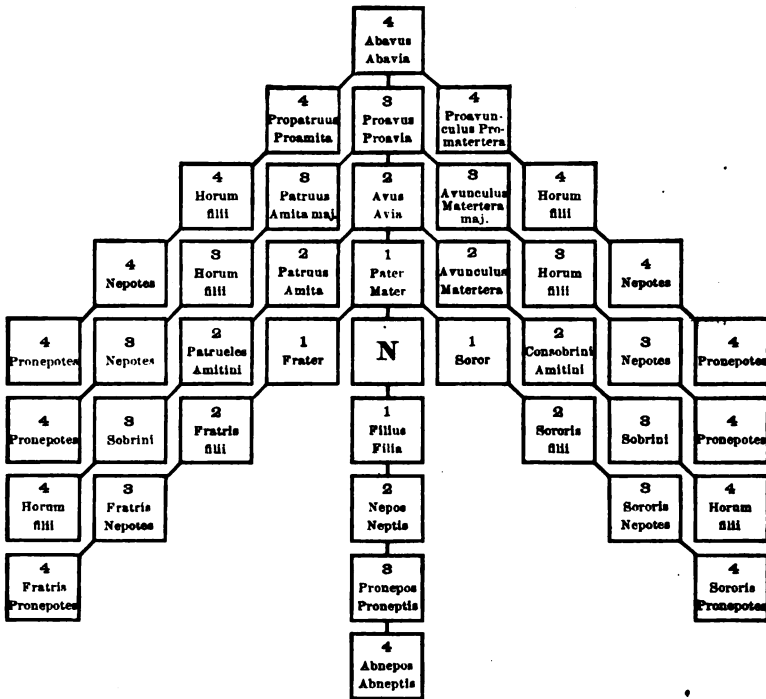 4
Abavus
Abavia
4
Propatruus
Proamita
3
Proavus
Proavia
4
Proavun-
culus Pro-
matertera
4
Horum
filii
3
Patruus
Amita maj.
2
Avus
Avia
3
Avunculus
Matertera
maj.
4
Horum
filii
4
Nepotes
3
Horum
filii
2
Patruus
Amita
1
Pater
Mater
2
Avunculus
Matertera
3
Horum
filii
4
Nepotes
4
Pronepotes
3
Nepotes
2
Patrueles
Amitini
1
Frater
N
1
Soror
2
Consobrini
Amitini
3
Nepotes
4
Pronepotes
4
Pronepotes
3
Sobrini
2
Fratris
filii
1
Filius
Filia
2
Sororis
filii
3
Sobrini
4
Pronepotes
4
Horum
filii
3
Fratris
Nepotes
2
Nepos
Neptis
3
Sororis
Nepotes
4
Horum
filii
4
Fratris
Pronepotes
3
Pronepos
Proneptis
4
Sororis
Pronepotes
4
Abnepos
Abneptis